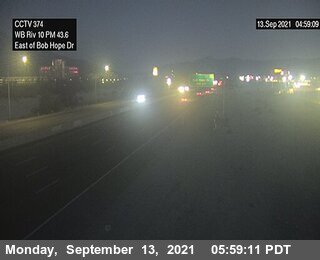 CCTV 374
WB Riv 10 PM 43.6
East of Bob Hope Dr
13.Sep 2021 04:59:09
Monday, September 13, 2021 05:59:11 PDT